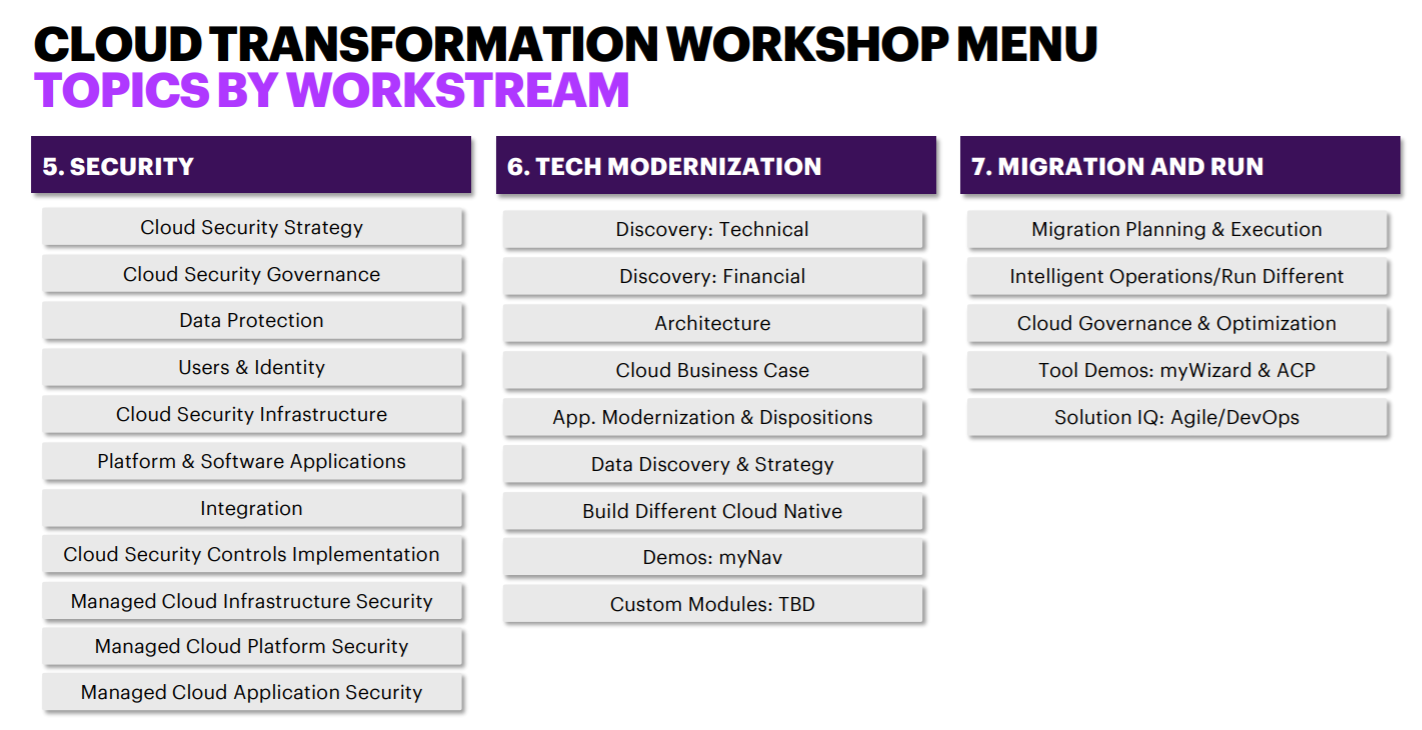 CLOUD TRANSFORMATION WORKSHOP MENU
TOPICS BY WORKSTREAM
5. SECURITY
Cloud Security Strategy
Cloud Security Governance
Data Protection
Users & Identity
Cloud Security Infrastructure
Platform & Software Applications
Integration
Cloud Security Controls Implementation
Managed Cloud Infrastructure Security
Managed Cloud Platform Security
Managed Cloud Application Security
6. TECH MODERNIZATION
Discovery: Technical
Discovery: Financial
Architecture
Cloud Business Case
App. Modernization & Dispositions
Data Discovery & Strategy
Build Different Cloud Native
Demos: myNav
Custom Modules: TBD
7. MIGRATION AND RUN
Migration Planning & Execution
Intelligent Operations/Run Different
Cloud Governance & Optimization
Tool Demos: myWizard & ACP
Solution IQ: Agile/DevOps